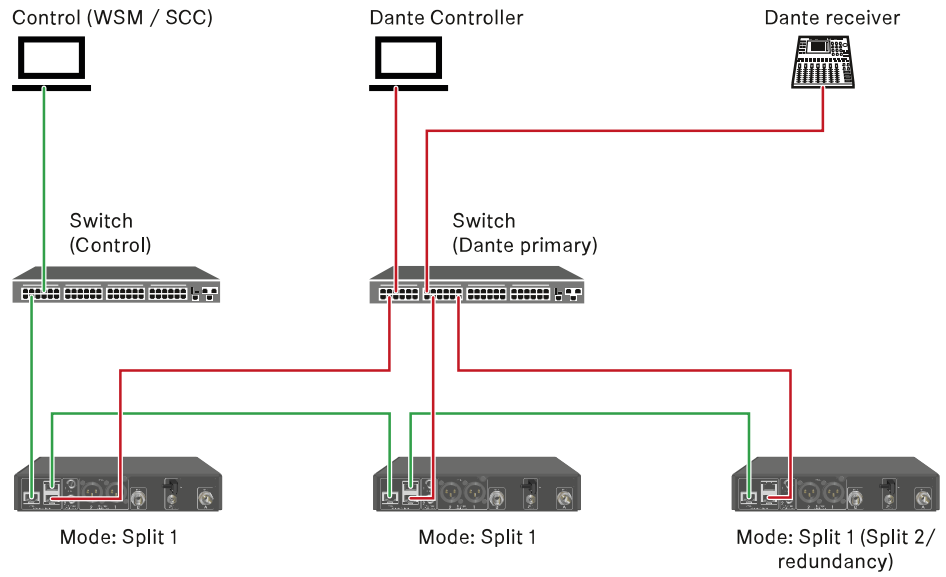 Control (WSM / SCC)
Dante Controller
Dante receiver
Switch
(Control)
Switch
(Dante primary)
Mode: Split 1
Mode: Split 1
Mode: Split 1 (Split 2/
redundancy)